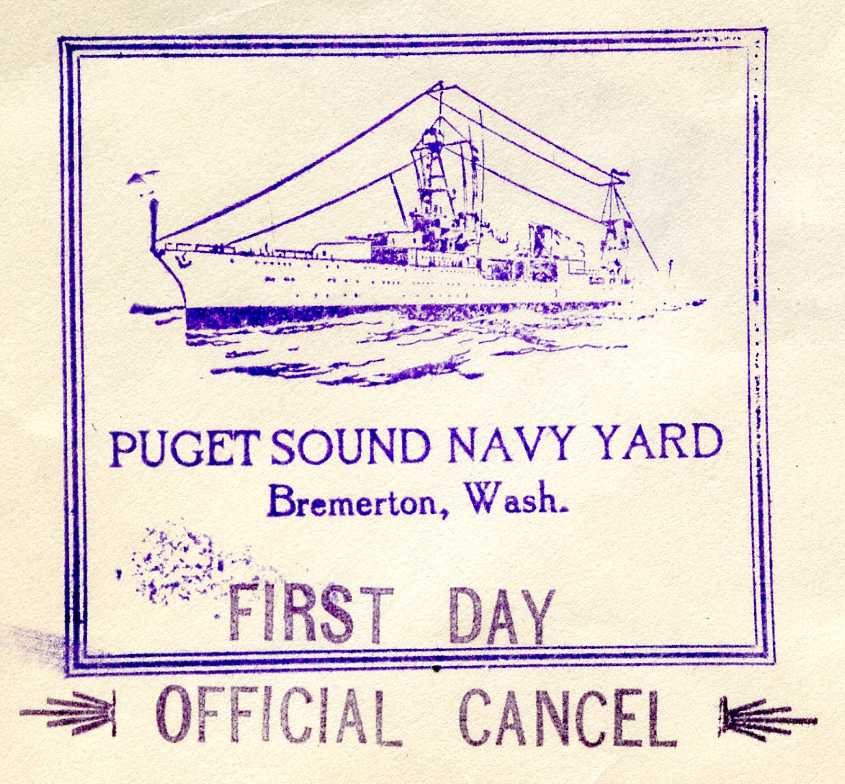 PUGET SOUND NAVY YARD
Bremerton, Wash.
FIRST DAY
OFFICIAL CANCEL